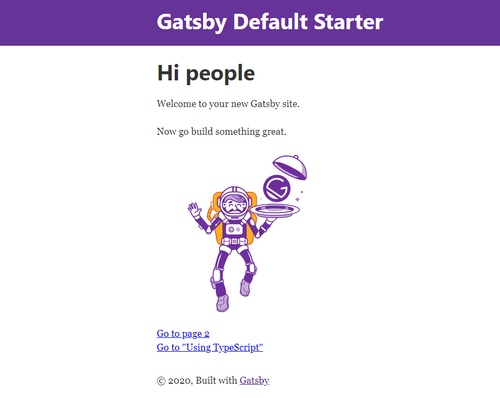 Gatsby Default Starter
Hi people
Welcome to your new Gatsby site.
Now go build something great.
Go to page 2
Go to "Using TypeScript"
© 2020, Built with Gatsby